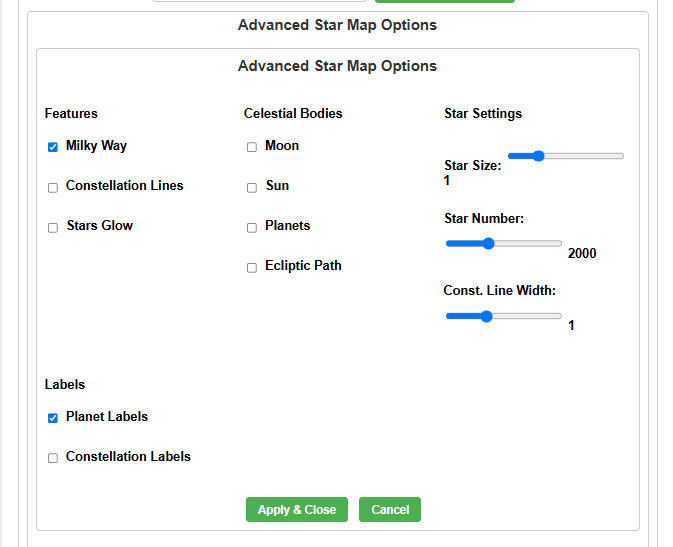 Advanced Star Map Options
Advanced Star Map Options
Features
Milky Way
Constellation Lines
Stars Glow
Celestial Bodies
Moon
Sun
Planets
Ecliptic Path
Star Settings
Star Size:
1
Star Number:
2000
Const. Line Width:
1
Labels
Planet Labels
Constellation Labels
Apply & Close
Cancel